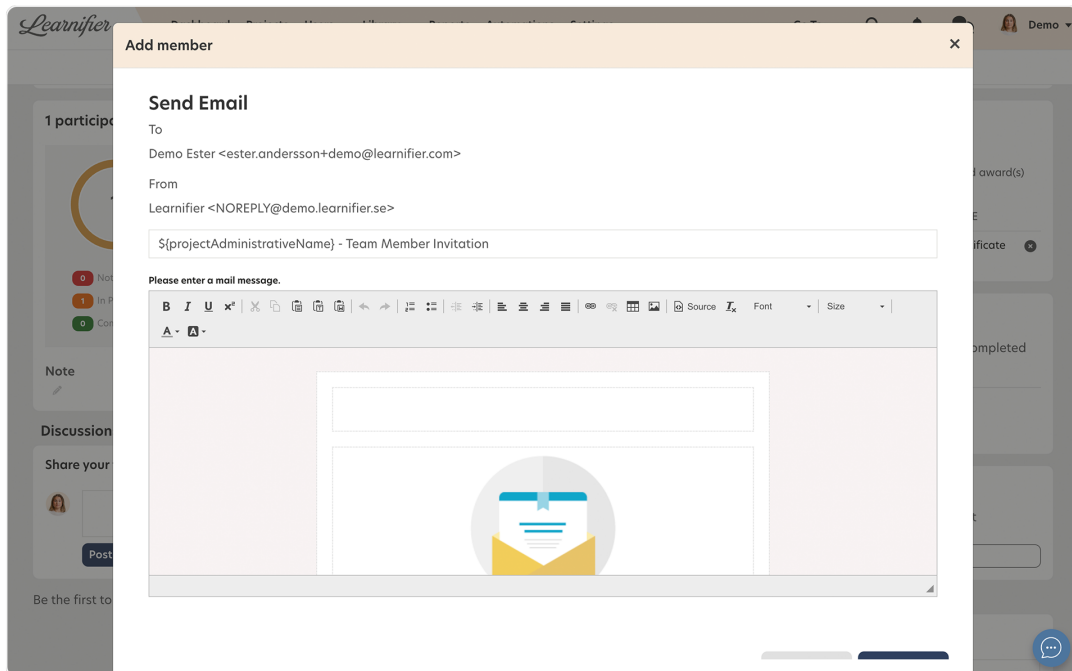 Learnifier
Demo
Add member
Send Email
To
Demo Ester <ester.andersson+demo@learnifier.com>
From
Learnifier <NOREPLY@demo.learnifier.se>
${projectAdministrativeName} - Team Member Invitation
Please enter a mail message.
B I U x² Source Tx Font Size
A A
1
0
1
0
Note
Discussion
Share your
Post
Be the first to
award(s)
ompleted